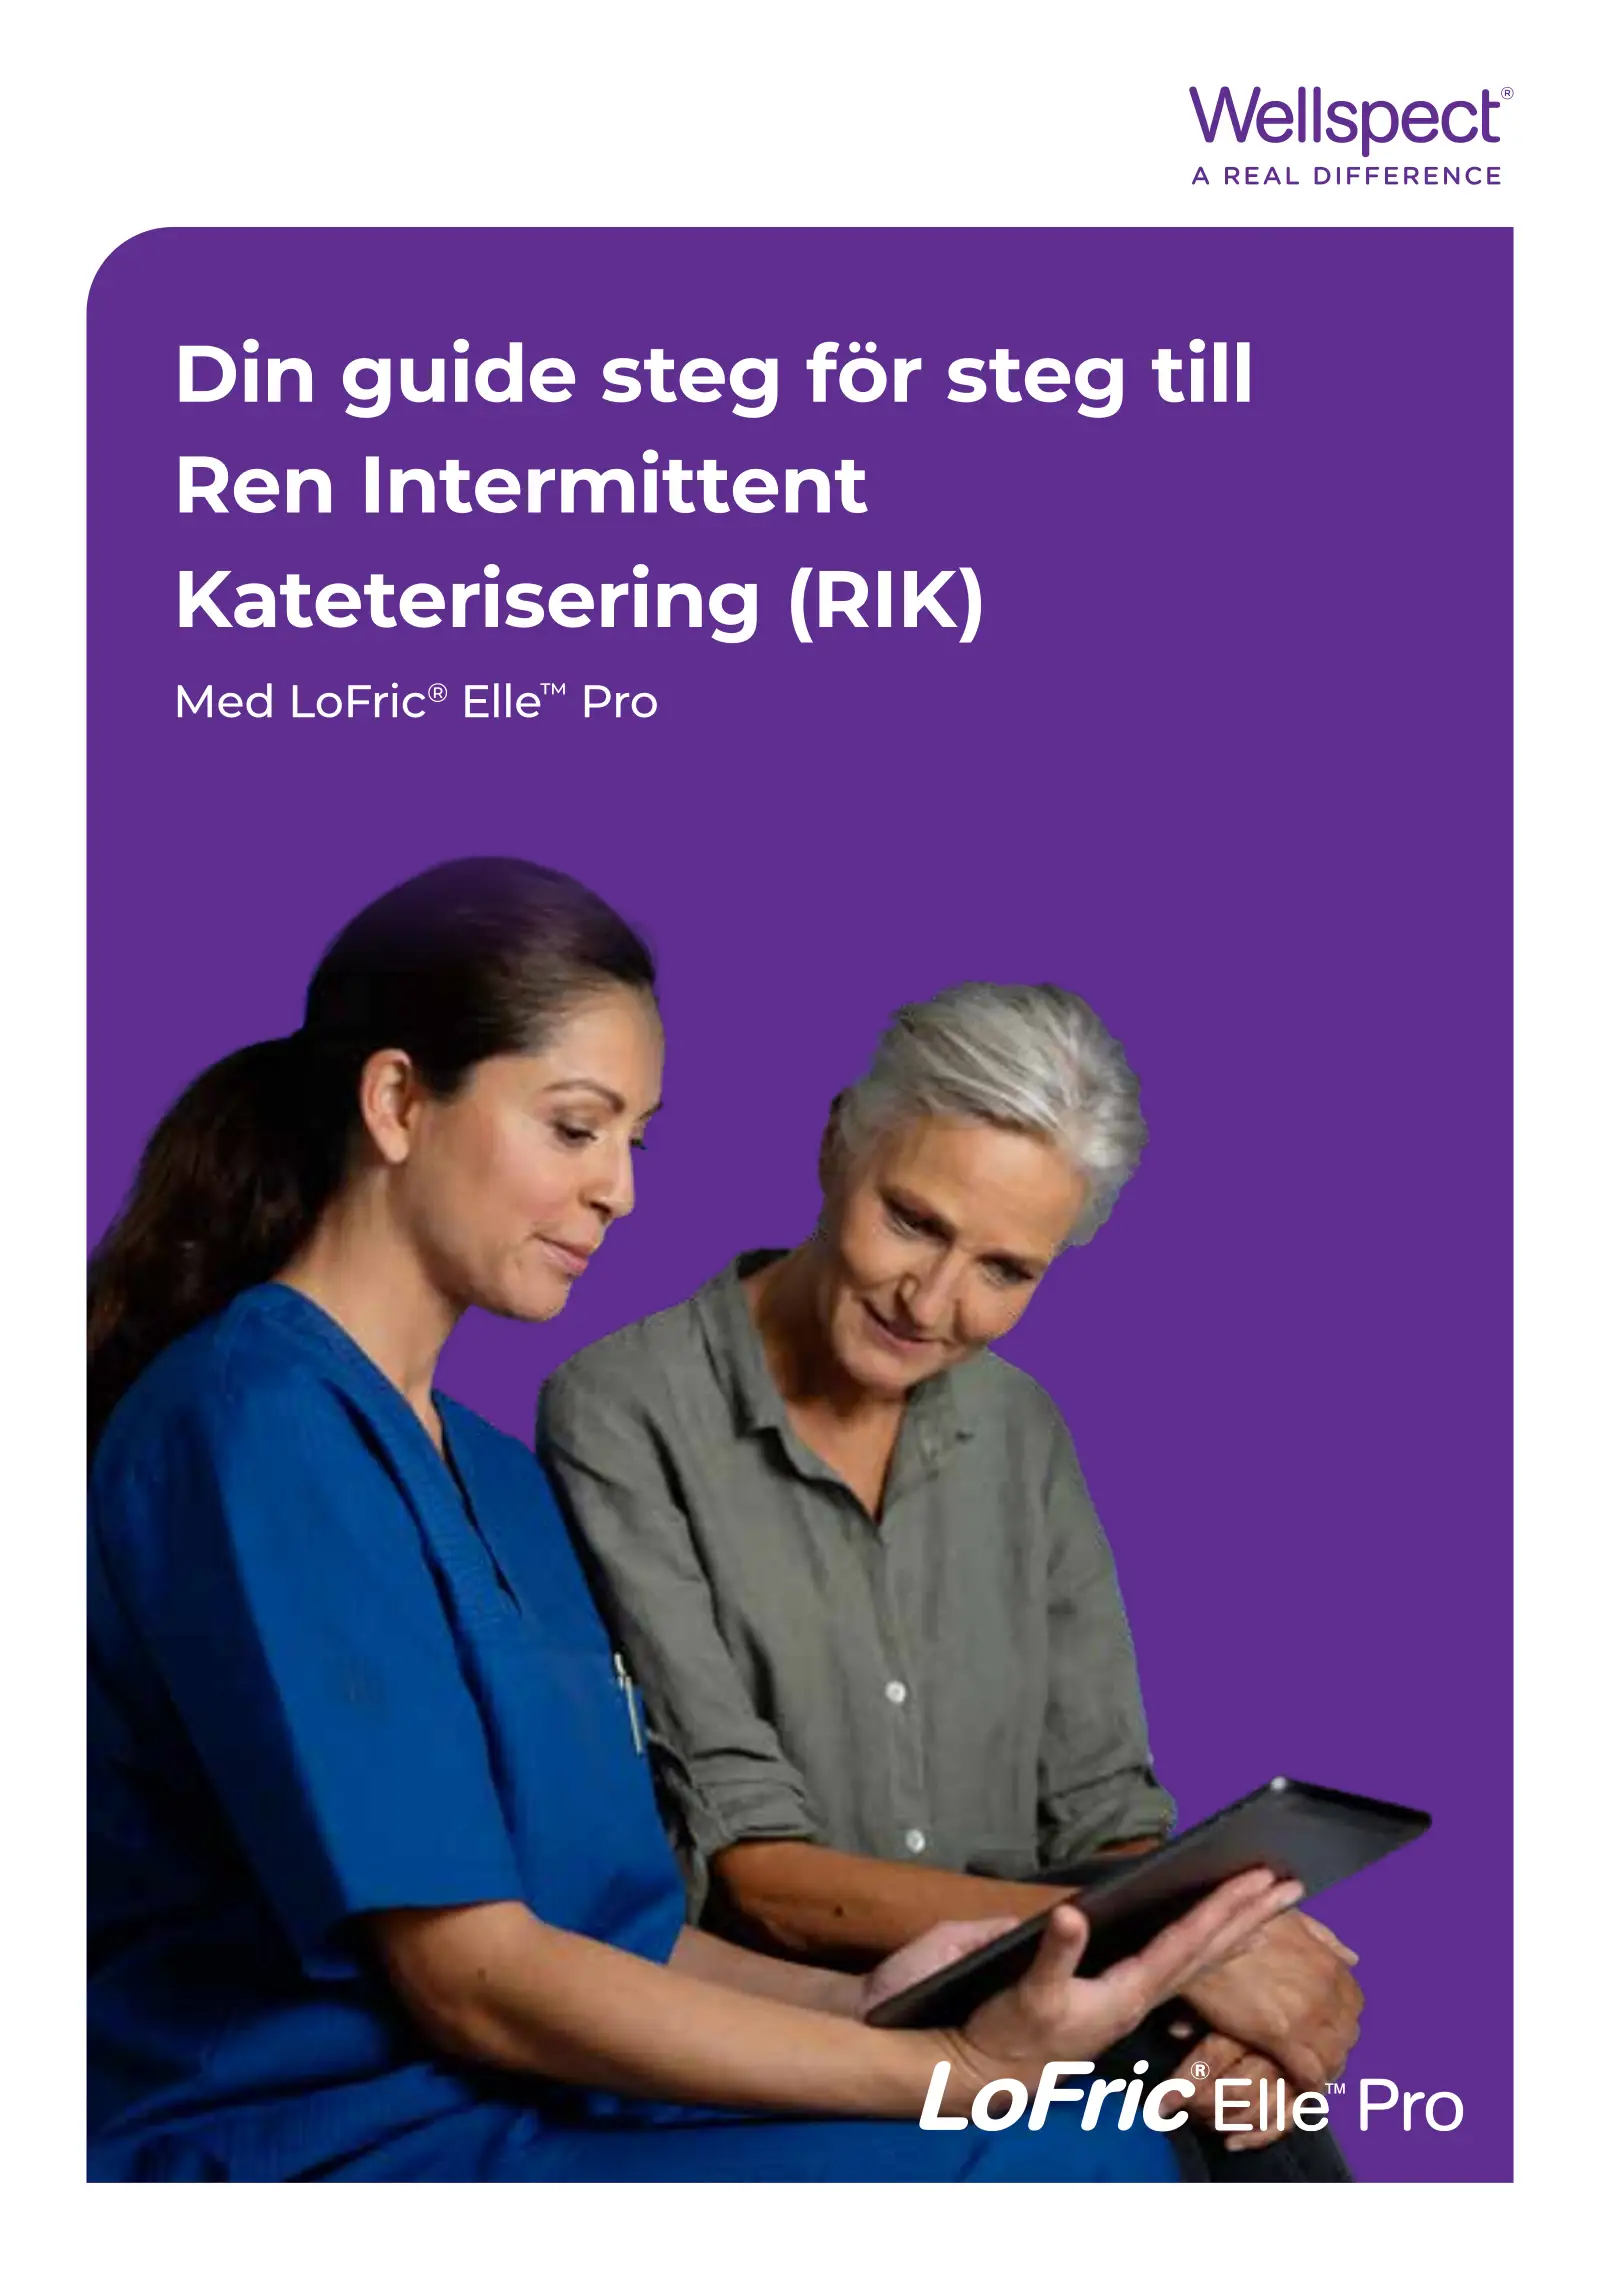 Wellspect®
A REAL DIFFERENCE
Din guide steg för steg till
Ren Intermittent
Kateterisering (RIK)
Med LoFric® Elle™ Pro
LoFric® Elle™ Pro